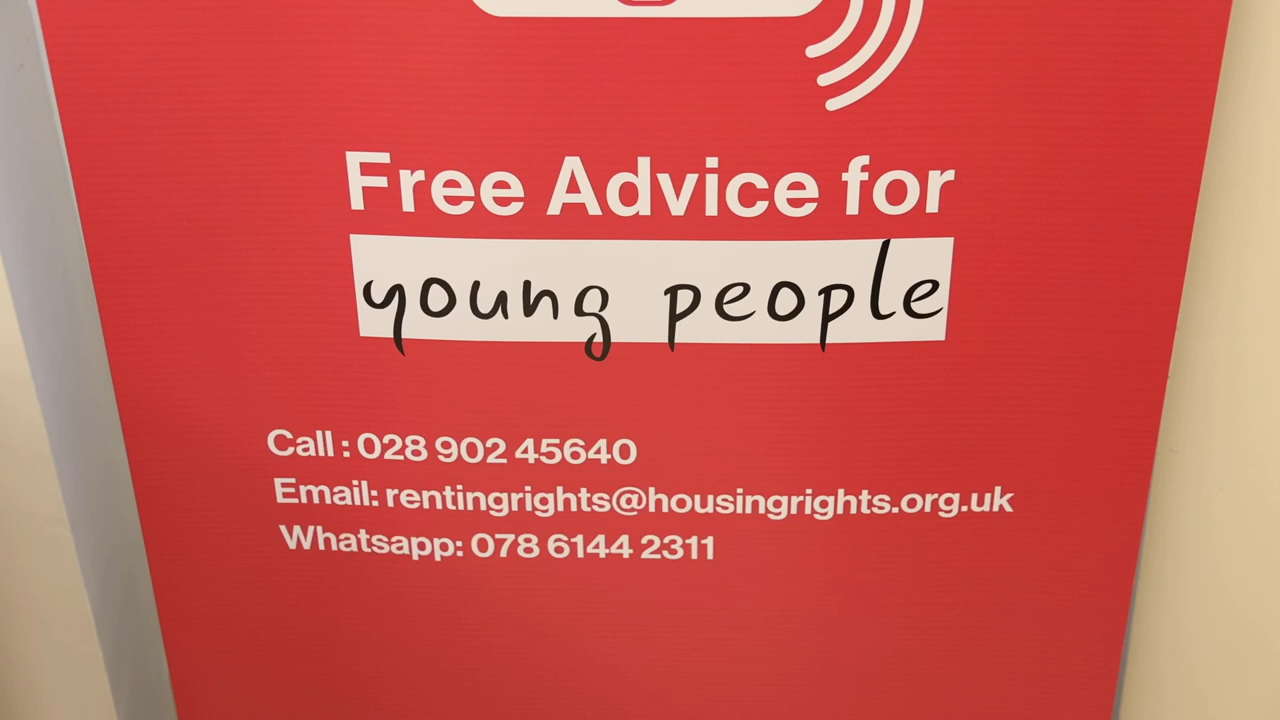 Free Advice for
young people
Call : 028 902 45640
Email: rentingrights@housingrights.org.uk
Whatsapp: 078 6144 2311